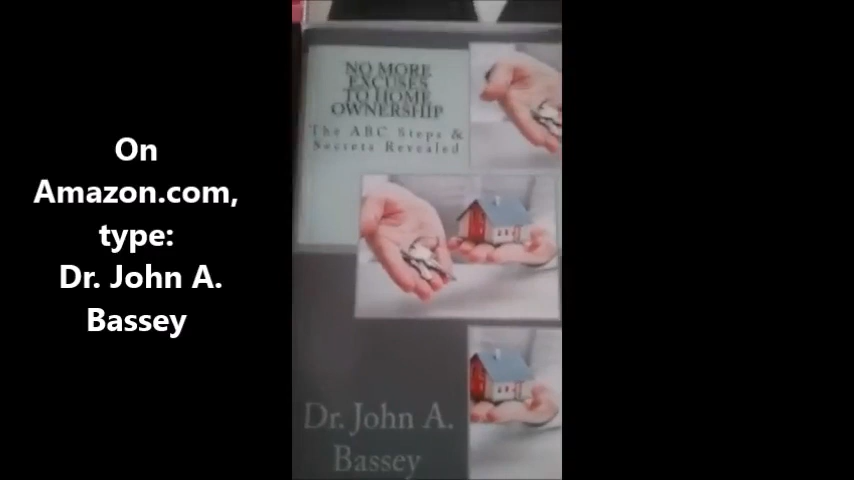 On
Amazon.com,
type:
Dr. John A.
Bassey
NO MORE
EXCUSES
TO HOME
OWNERSHIP
The ABC Steps &
Secrets Revealed
Dr. John A.
Bassey